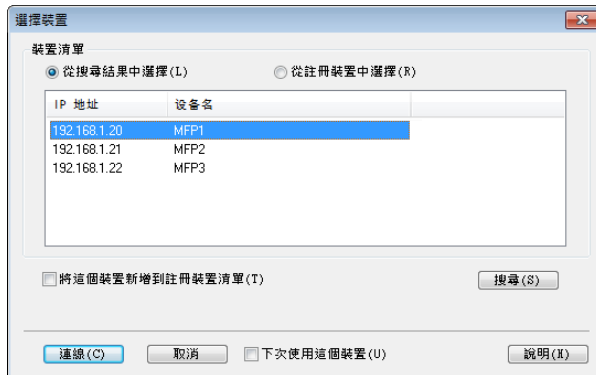 選擇裝置
裝置清單
從搜尋結果中選擇(L) 從註冊裝置中選擇(R)
IP 地址 设备名
192.168.1.20 MFP1
192.168.1.21 MFP2
192.168.1.22 MFP3
將這個裝置新增到註冊裝置清單(T) 搜尋(S)
連線(C) 取消 下次使用這個裝置(U) 說明(X)